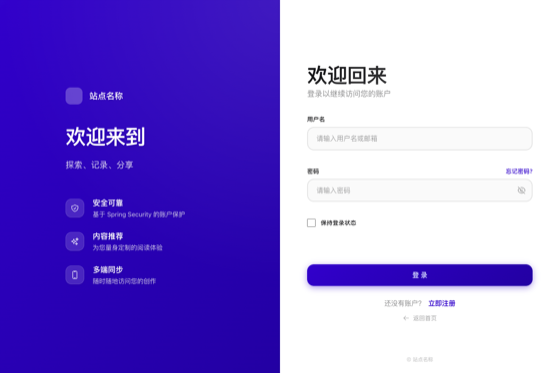 站点名称
欢迎来到
探索、记录、分享
安全可靠
基于 Spring Security 的账户保护
内容推荐
为您量身定制的阅读体验
多端同步
随时随地访问您的创作
欢迎回来
登录以继续访问您的账户
用户名
请输入用户名或邮箱
密码 忘记密码?
请输入密码
保持登录状态
登录
还没有账户? 立即注册
← 返回首页
© 站点名称